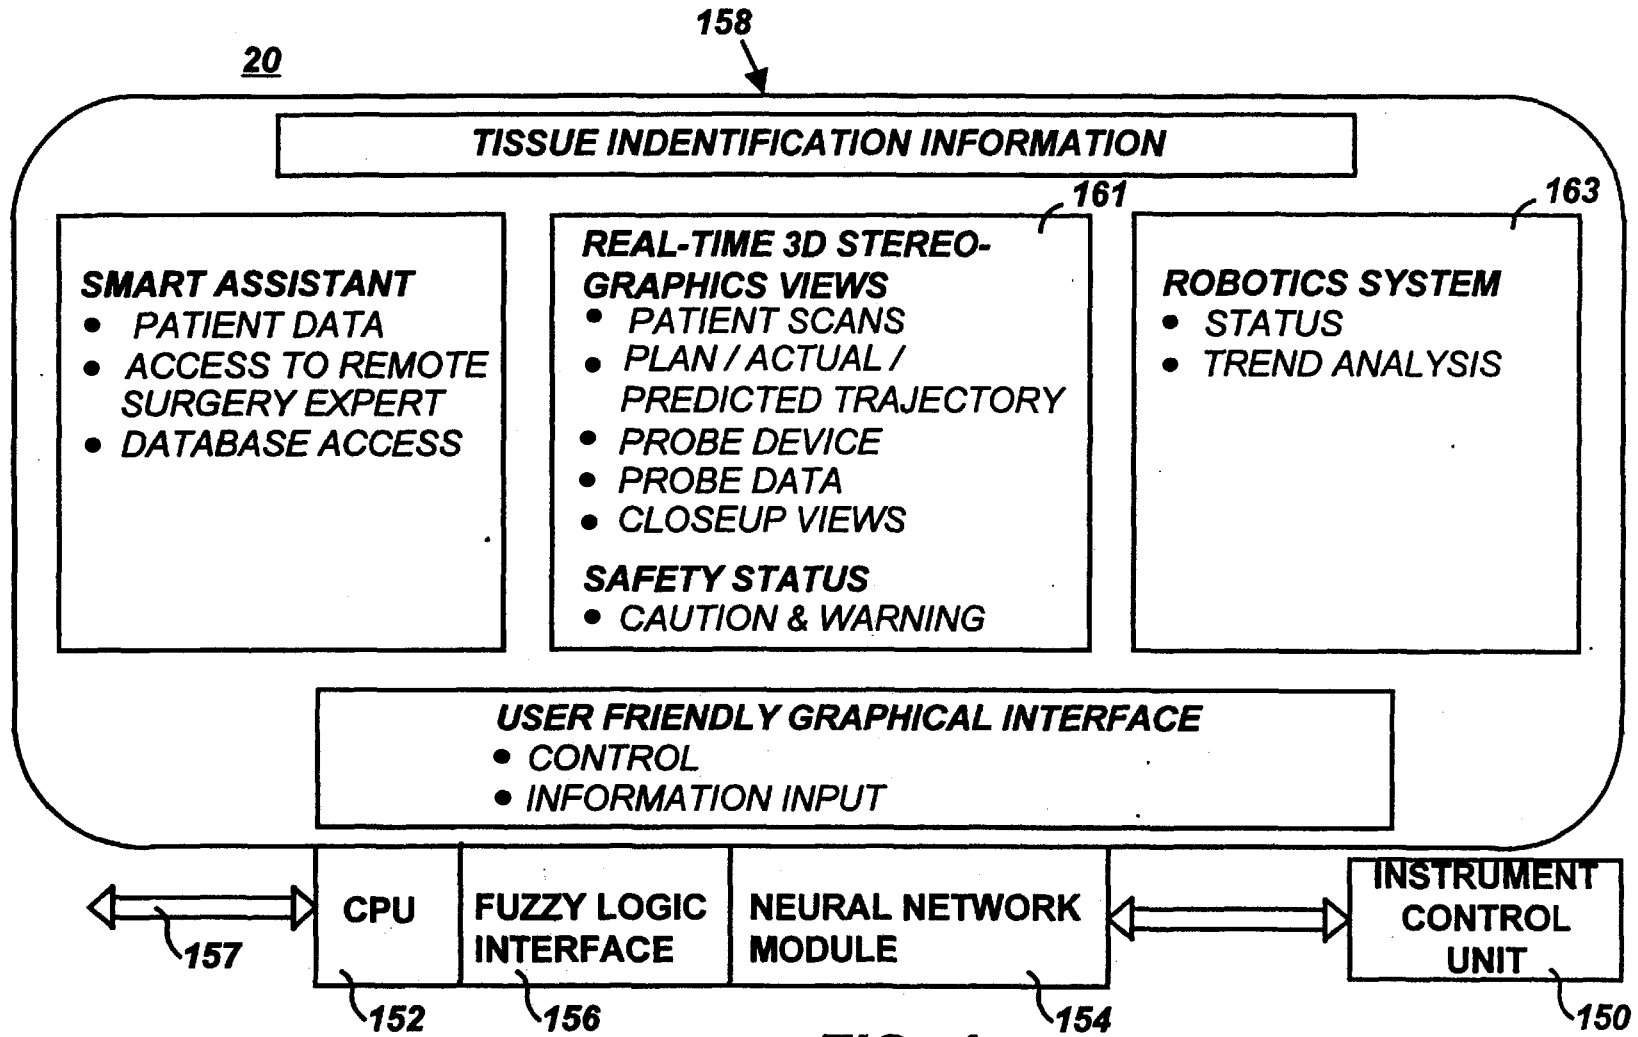 158
20
TISSUE INDENTIFICATION INFORMATION
161
163
SMART ASSISTANT
• PATIENT DATA
• ACCESS TO REMOTE
SURGERY EXPERT
• DATABASE ACCESS
REAL-TIME 3D STEREO-
GRAPHICS VIEWS
• PATIENT SCANS
• PLAN / ACTUAL /
PREDICTED TRAJECTORY
• PROBE DEVICE
• PROBE DATA
• CLOSEUP VIEWS
SAFETY STATUS
• CAUTION & WARNING
ROBOTICS SYSTEM
• STATUS
• TREND ANALYSIS
USER FRIENDLY GRAPHICAL INTERFACE
• CONTROL
• INFORMATION INPUT
157
CPU
152
FUZZY LOGIC
INTERFACE
156
NEURAL NETWORK
MODULE
154
INSTRUMENT
CONTROL
UNIT
150